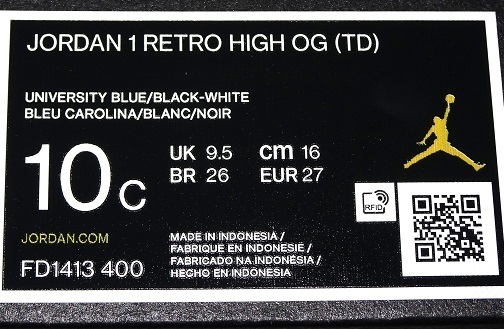 JORDAN 1 RETRO HIGH OG (TD)
UNIVERSITY BLUE/BLACK-WHITE
BLEU CAROLINA/BLANC/NOIR
10C
UK 9.5 cm 16
BR 26 EUR 27
RFID
JORDAN.COM
FD1413 400
MADE IN INDONESIA /
FABRIQUE EN INDONESIE /
FABRICADO NA INDONÉSIA /
HECHO EN INDONESIA